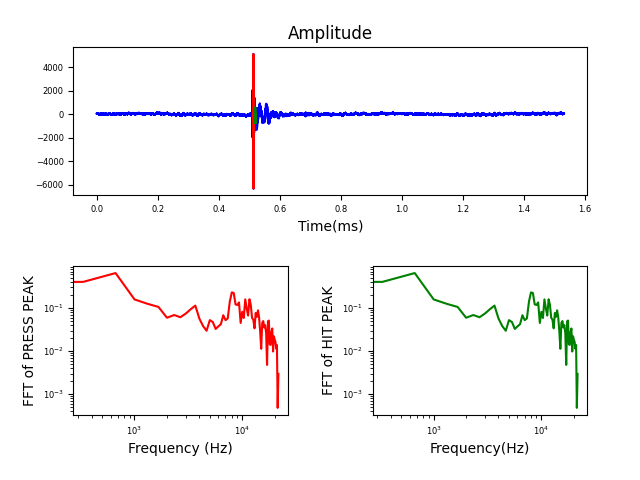 Amplitude
4000
2000
0
−2000
−4000
−6000
0.0 0.2 0.4 0.6 0.8 1.0 1.2 1.4 1.6
Time(ms)
FFT of PRESS PEAK
10⁻¹
10⁻²
10⁻³
10³ 10⁴
Frequency (Hz)
FFT of HIT PEAK
10⁻¹
10⁻²
10⁻³
10³ 10⁴
Frequency(Hz)